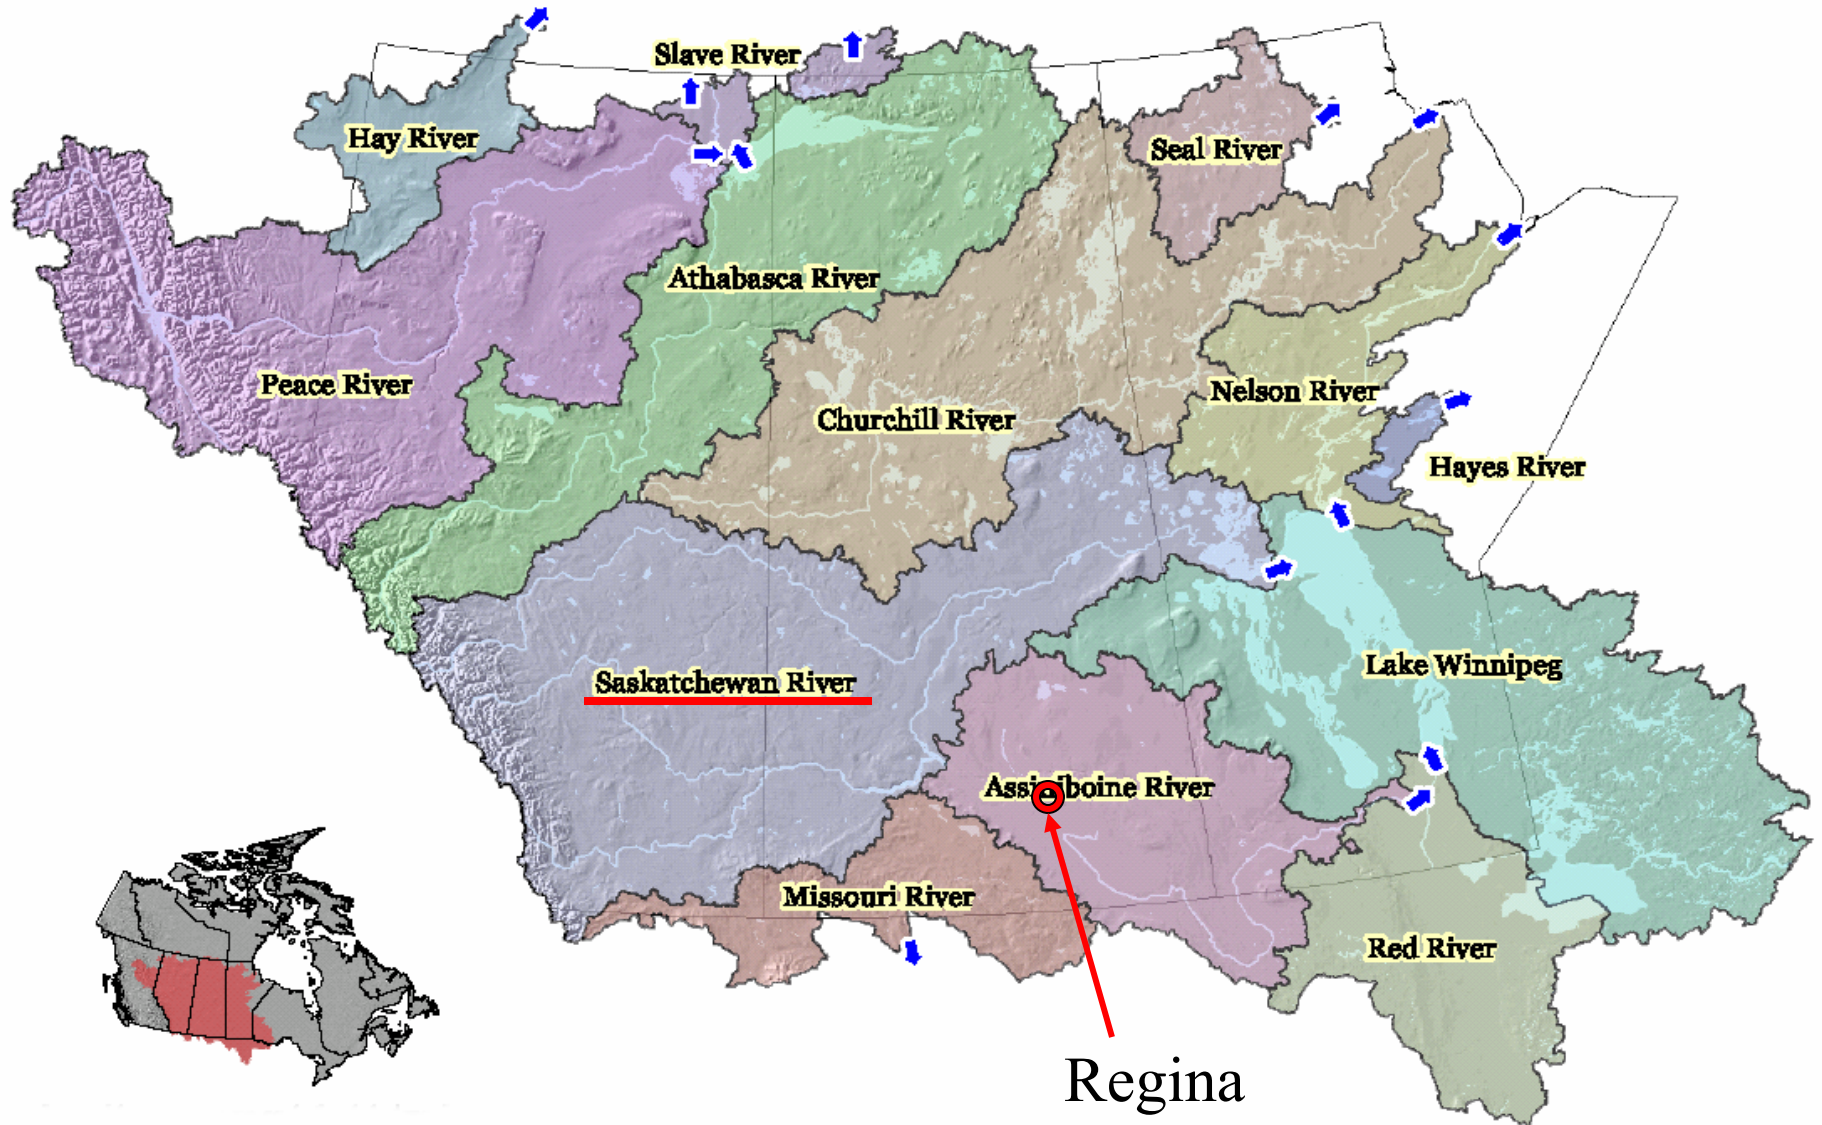 Slave River
Hay River
Seal River
Athabasca River
Peace River
Nelson River
Churchill River
Hayes River
Lake Winnipeg
Saskatchewan River
Assiniboine River
Missouri River
Red River
Regina